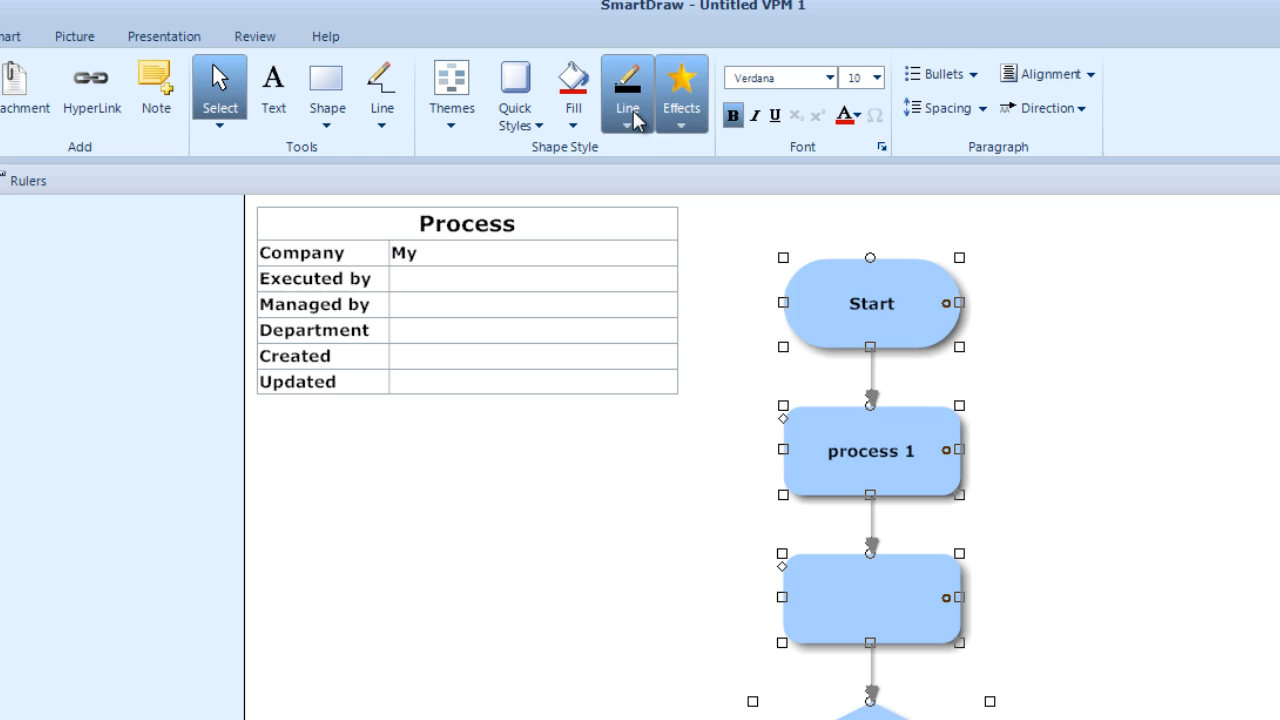 SmartDraw - Untitled VPM 1
hart Picture Presentation Review Help
achment HyperLink Note Select Text Shape Line Themes Quick Styles Fill Line Effects
Verdana 10 Bullets Alignment
B I U A Ω Spacing Direction
Add Tools Shape Style Font Paragraph
Rulers
Process
Company My
Executed by
Managed by
Department
Created
Updated
Start
process 1